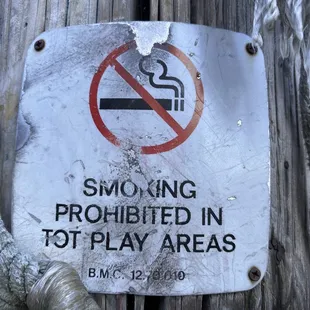 SMOKING
PROHIBITED IN
TOT PLAY AREAS
B.M.C.